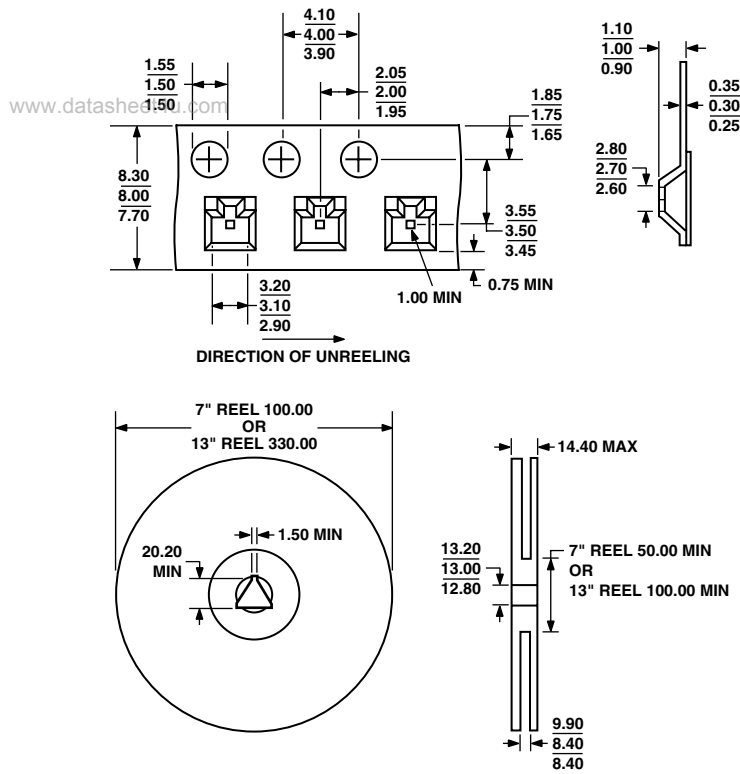 4.10
4.00
3.90
1.10
1.00
0.90
1.55
1.50
1.50
2.05
2.00
1.95
0.35
0.30
0.25
www.datasheet4u.com
1.85
1.75
1.65
8.30
8.00
7.70
2.80
2.70
2.60
3.55
3.50
3.45
3.20
3.10
2.90
1.00 MIN
0.75 MIN
DIRECTION OF UNREELING
7" REEL 100.00
OR
13" REEL 330.00
14.40 MAX
1.50 MIN
20.20
MIN
13.20
13.00
12.80
7" REEL 50.00 MIN
OR
13" REEL 100.00 MIN
9.90
8.40
8.40